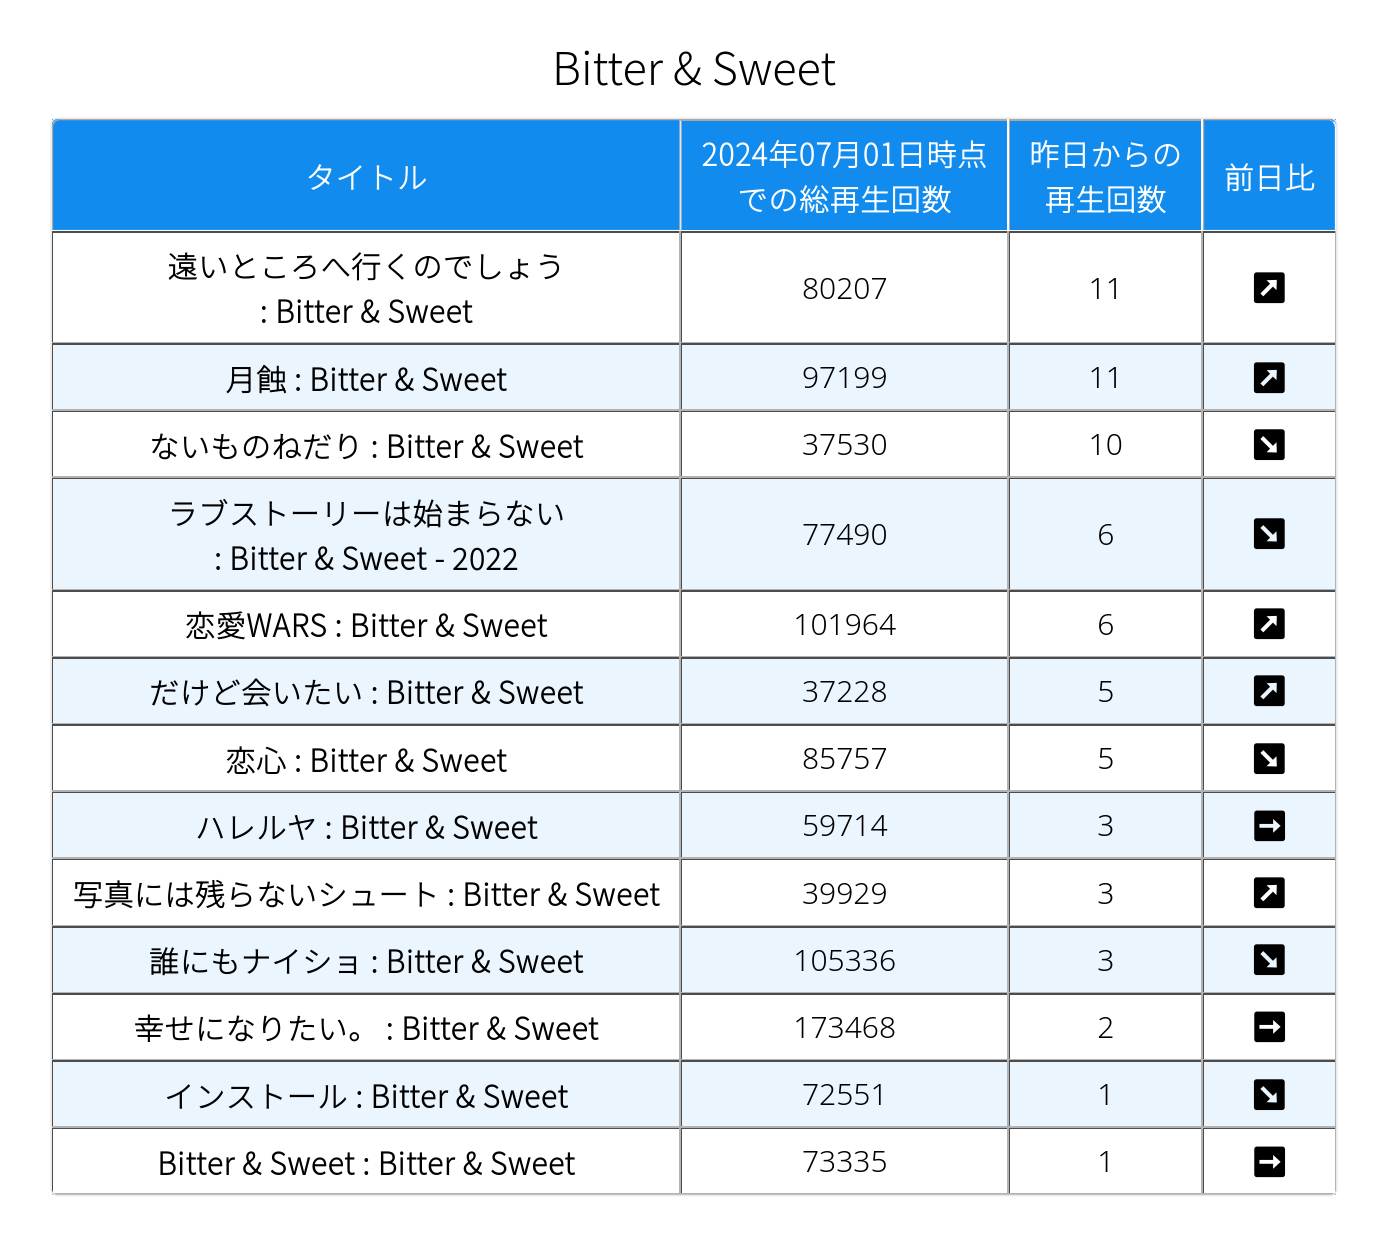 Bitter & Sweet
タイトル
2024年07月01日時点
での総再生回数
昨日からの
再生回数
前日比
遠いところへ行くのでしょう
: Bitter & Sweet
80207
11
↗
月蝕 : Bitter & Sweet
97199
11
↗
ないものねだり : Bitter & Sweet
37530
10
↘
ラブストーリーは始まらない
: Bitter & Sweet - 2022
77490
6
↘
恋愛WARS : Bitter & Sweet
101964
6
↗
だけど会いたい : Bitter & Sweet
37228
5
↗
恋心 : Bitter & Sweet
85757
5
↘
ハレルヤ : Bitter & Sweet
59714
3
→
写真には残らないシュート : Bitter & Sweet
39929
3
↗
誰にもナイショ : Bitter & Sweet
105336
3
↘
幸せになりたい。 : Bitter & Sweet
173468
2
→
インストール : Bitter & Sweet
72551
1
↘
Bitter & Sweet : Bitter & Sweet
73335
1
→